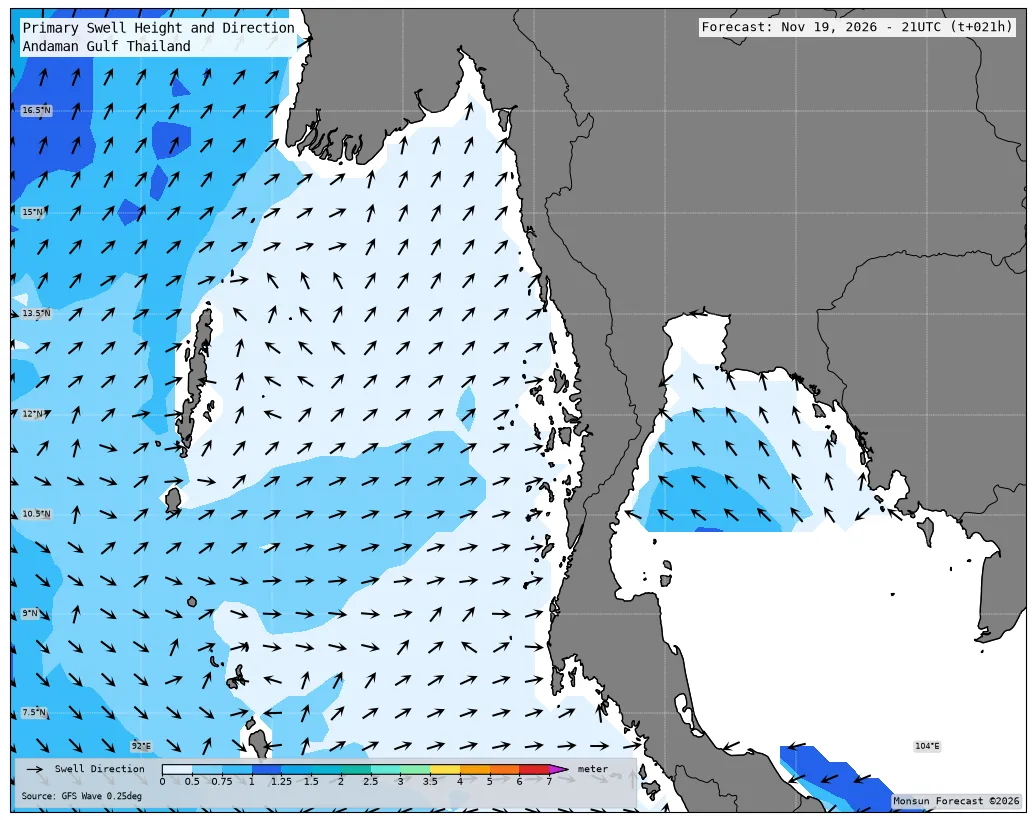 Primary Swell Height and Direction
Andaman Gulf Thailand
Forecast: Nov 19, 2026 - 21UTC (t+021h)
16.5°N
15°N
13.5°N
12°N
10.5°N
9°N
7.5°N
92°E
104°E
Swell Direction
meter
0 0.5 0.75 1 1.25 1.5 2 2.5 3 3.5 4 5 6 7
Source: GFS Wave 0.25deg
Monsun Forecast ©2026